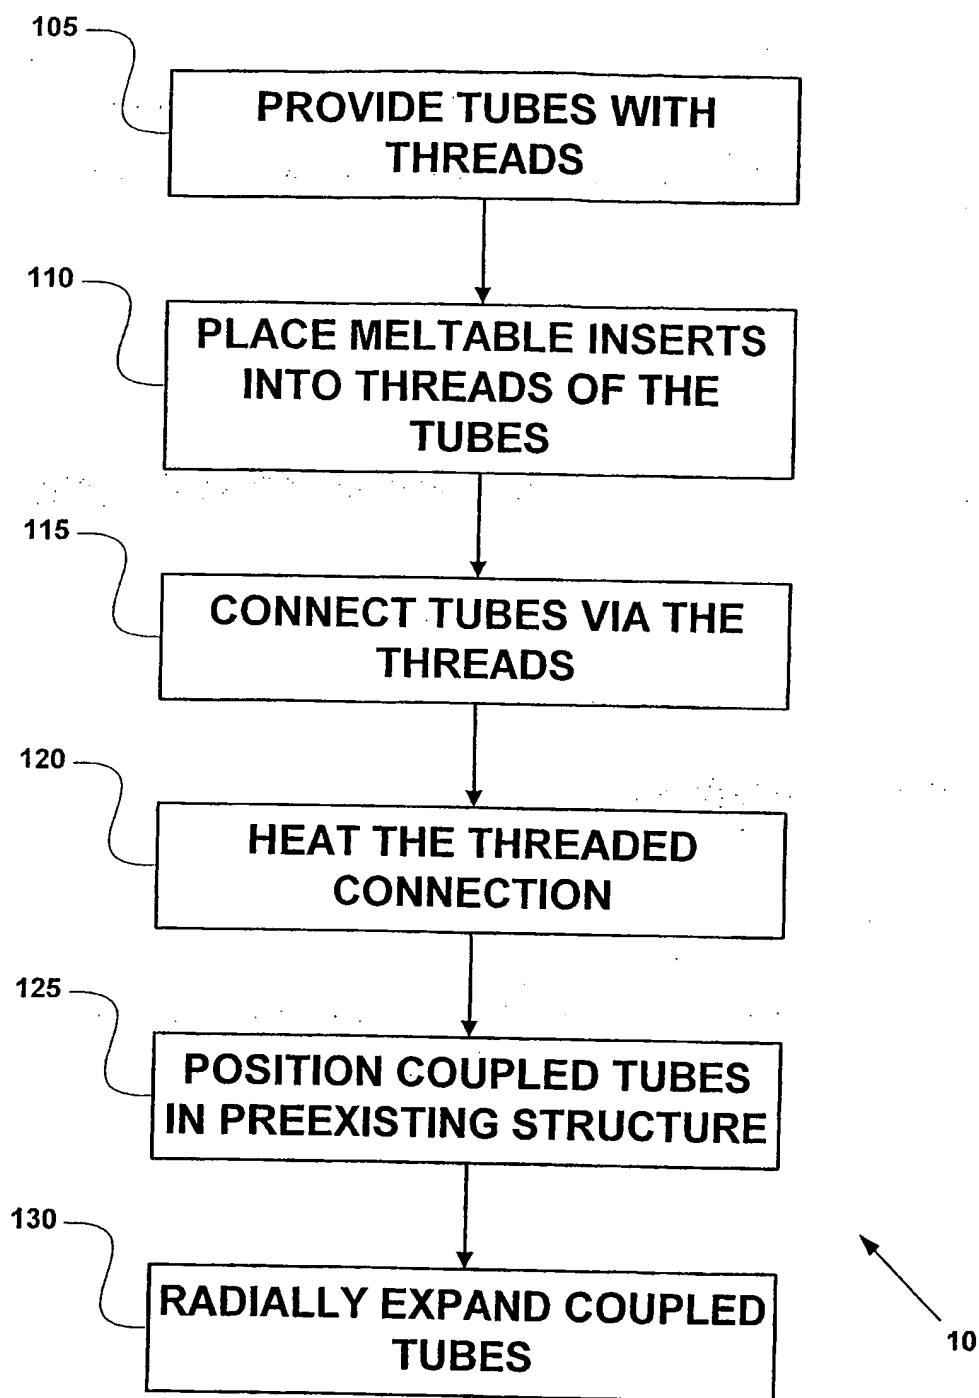 105
PROVIDE TUBES WITH
THREADS
110
PLACE MELTABLE INSERTS
INTO THREADS OF THE
TUBES
115
CONNECT TUBES VIA THE
THREADS
120
HEAT THE THREADED
CONNECTION
125
POSITION COUPLED TUBES
IN PREEXISTING STRUCTURE
130
RADIALLY EXPAND COUPLED
TUBES
10